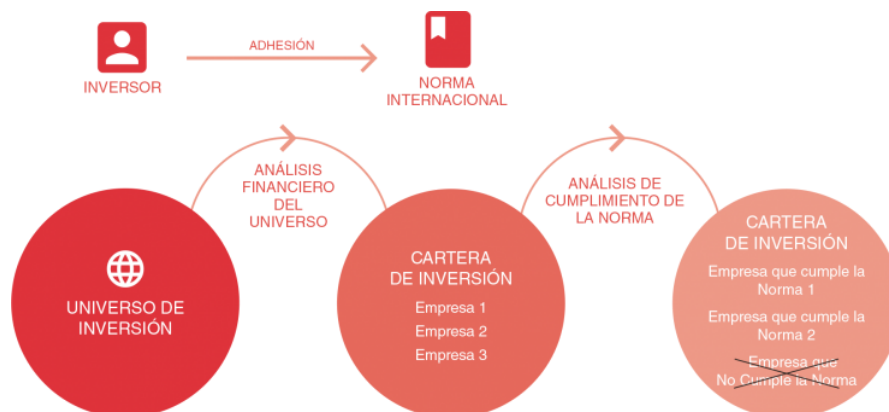 ADHESIÓN
INVERSOR
NORMA
INTERNACIONAL
ANÁLISIS
FINANCIERO
DEL
UNIVERSO
ANÁLISIS DE
CUMPLIMIENTO DE
LA NORMA
UNIVERSO DE
INVERSIÓN
CARTERA
DE INVERSIÓN
Empresa 1
Empresa 2
Empresa 3
CARTERA
DE INVERSIÓN
Empresa que cumple la
Norma 1
Empresa que cumple la
Norma 2
Empresa que
No Cumple la Norma